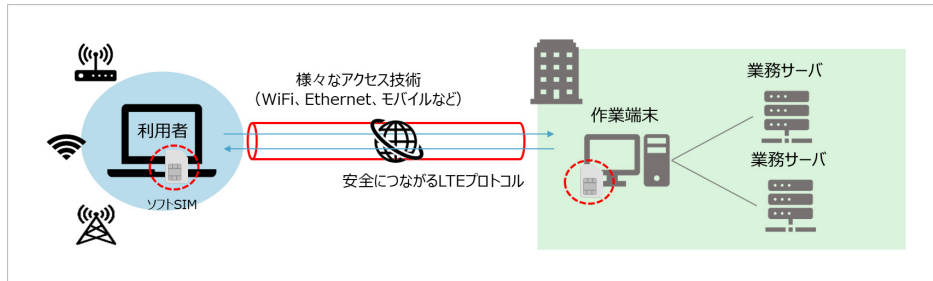 様々なアクセス技術
（WiFi、Ethernet、モバイルなど）
利用者
ソフトSIM
安全につながるLTEプロトコル
作業端末
業務サーバ
業務サーバ